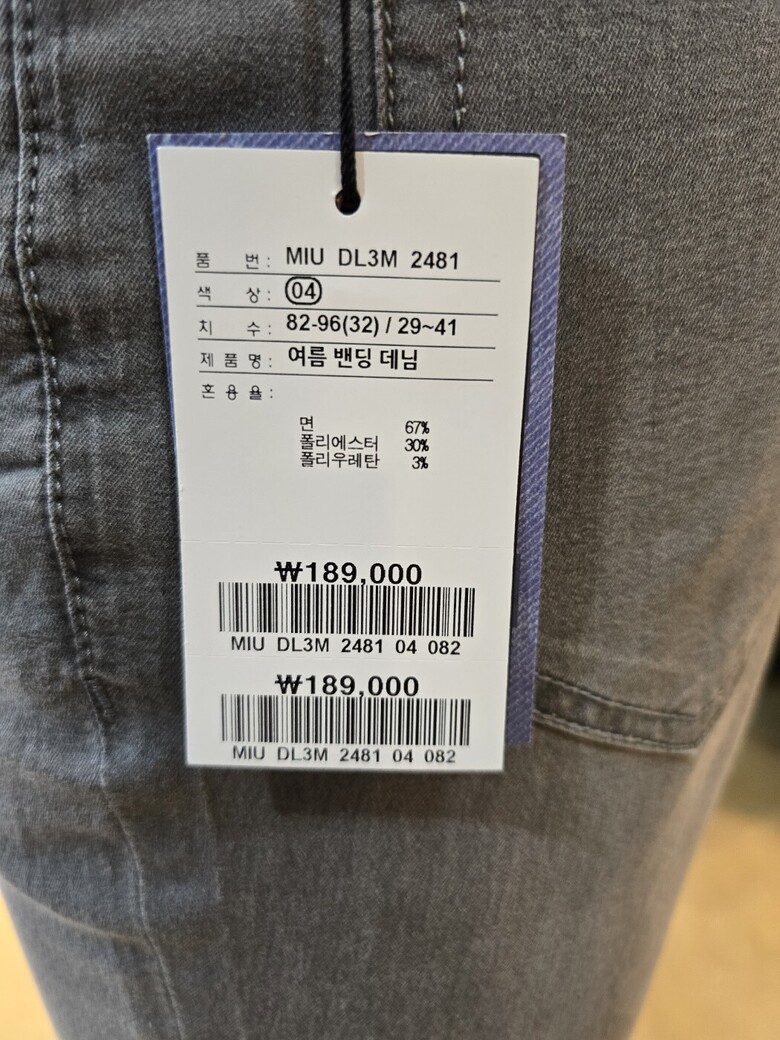 품 번 : MIU DL3M 2481
색 상 : 04
치 수 : 82-96(32) / 29~41
제 품 명 : 여름 밴딩 데님
혼 용 율 :
면 67%
폴리에스터 30%
폴리우레탄 3%
₩189,000
MIU DL3M 2481 04 082
₩189,000
MIU DL3M 2481 04 082